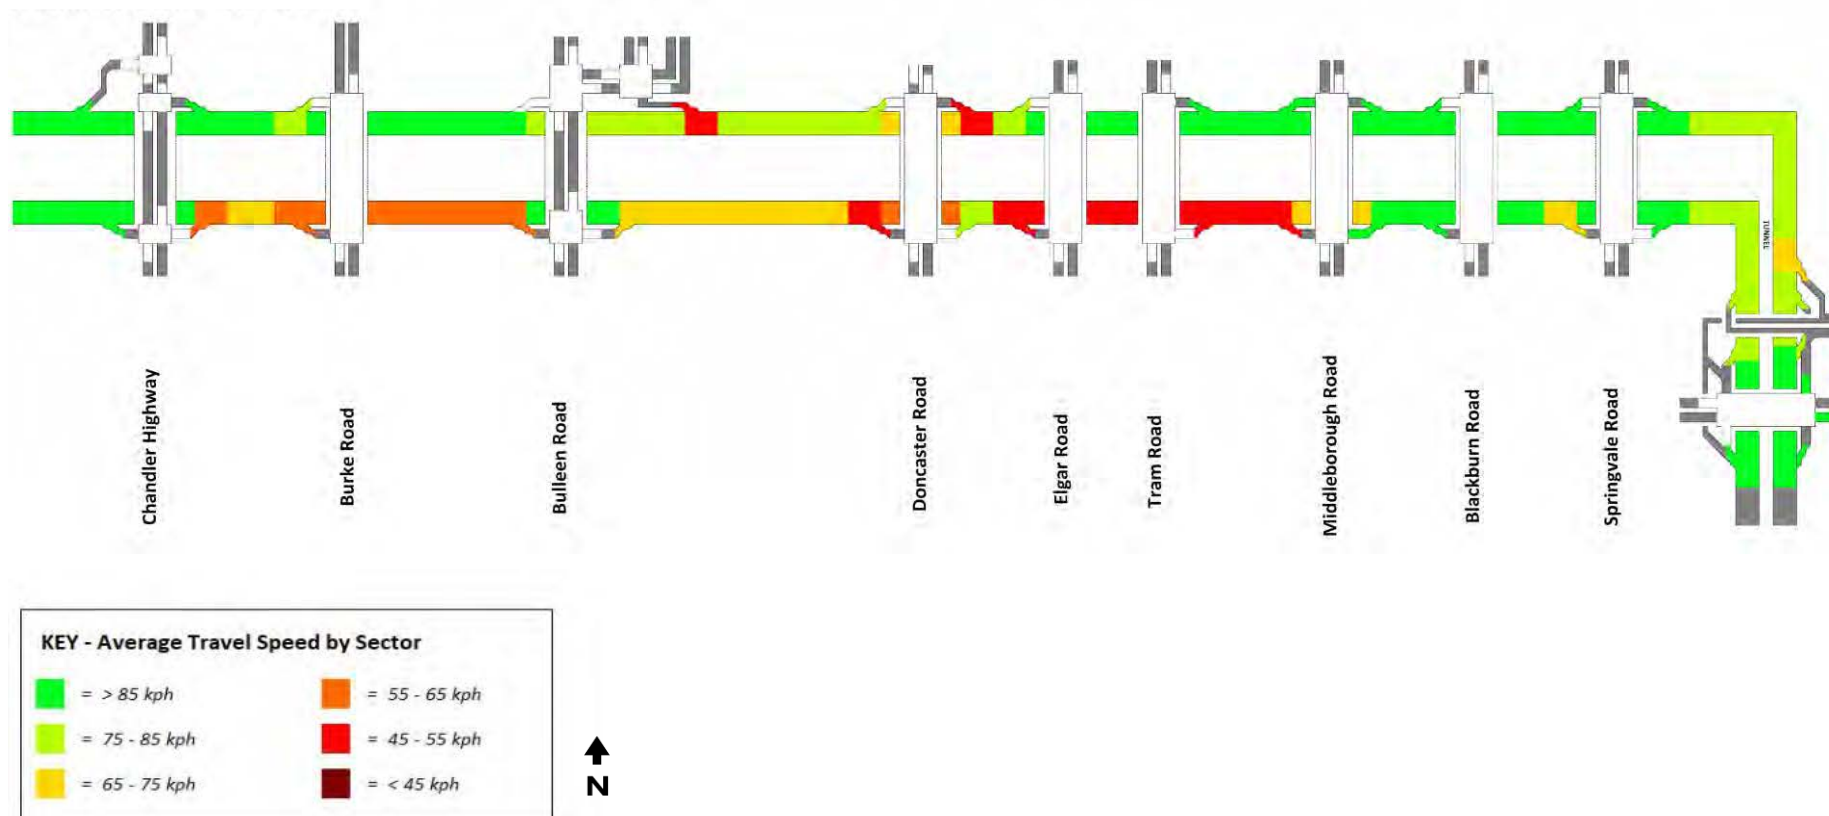 TUNNEL
Chandler Highway
Burke Road
Bulleen Road
Doncaster Road
Elgar Road
Tram Road
Middleborough Road
Blackburn Road
Springvale Road
KEY - Average Travel Speed by Sector
= > 85 kph
= 55 - 65 kph
= 75 - 85 kph
= 45 - 55 kph
= 65 - 75 kph
= < 45 kph
N